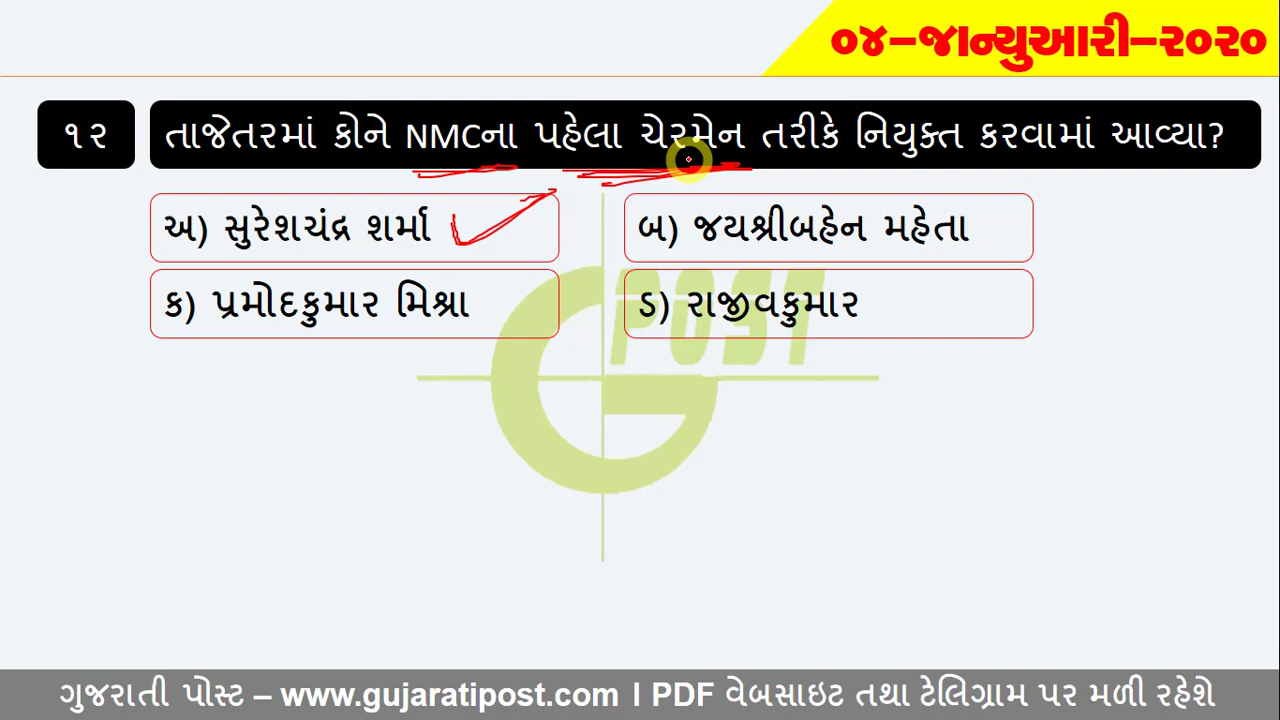 ૦૪–જાન્યુઆરી–૨૦૨૦
૧૨
તાજેતરમાં કોને NMCના પહેલા ચેરમેન તરીકે નિયુક્ત કરવામાં આવ્યા?
અ) સુરેશચંદ્ર શર્મા
બ) જયશ્રીબહેન મહેતા
ક) પ્રમોદકુમાર મિશ્રા
ડ) રાજીવકુમાર
G POST
ગુજરાતી પોસ્ટ – www.gujaratipost.com । PDF વેબસાઇટ તથા ટેલિગ્રામ પર મળી રહેશે